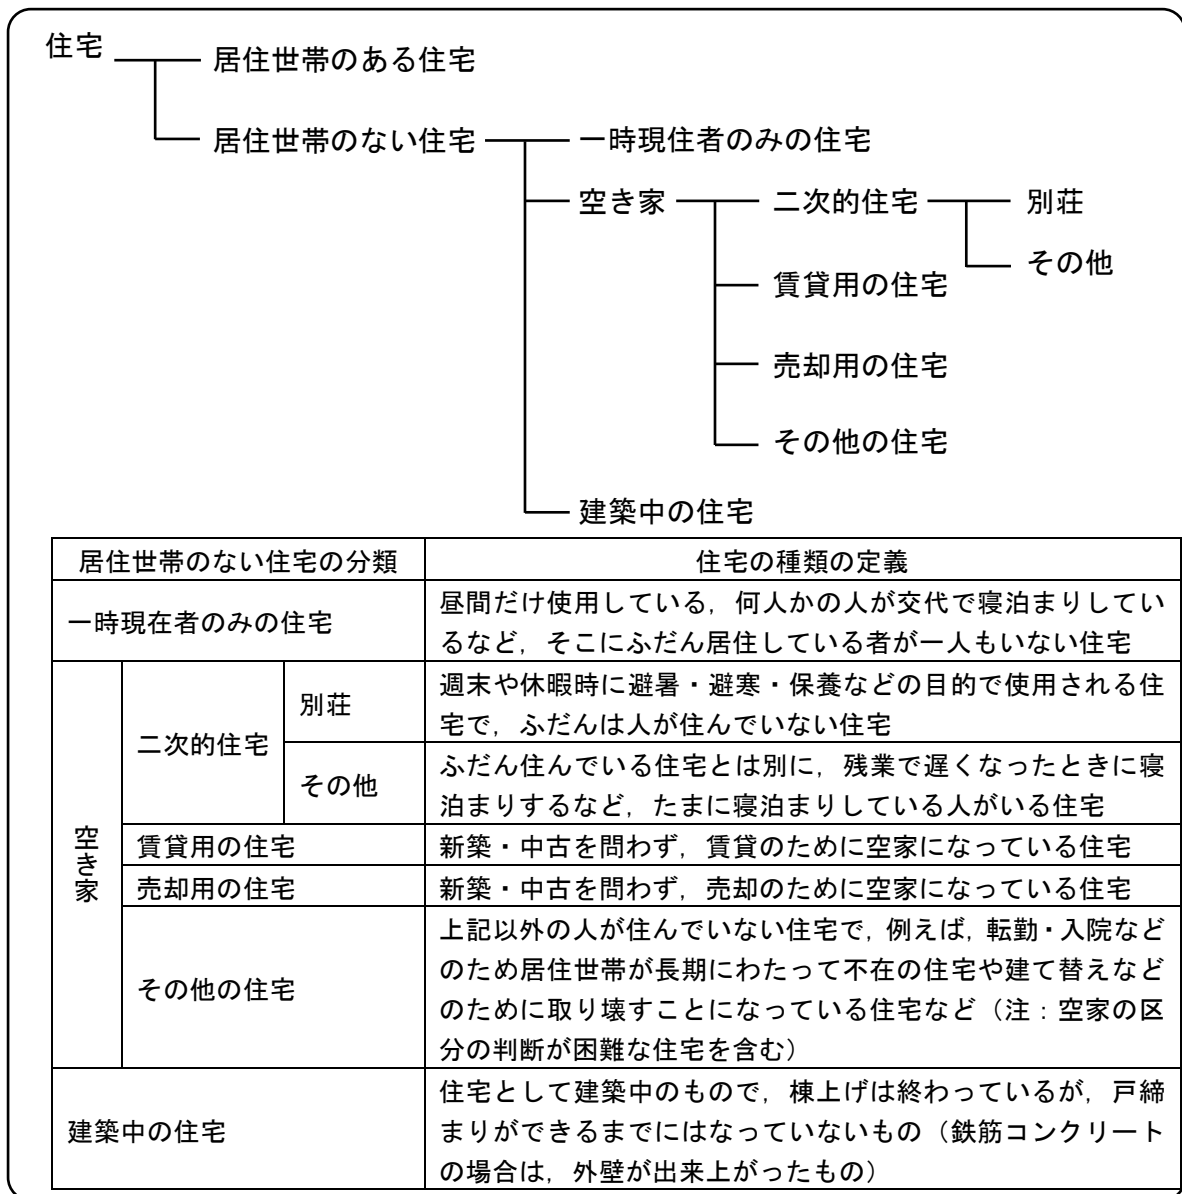 住宅
居住世帯のある住宅
居住世帯のない住宅
一時現住者のみの住宅
空き家
二次的住宅
別荘
その他
賃貸用の住宅
売却用の住宅
その他の住宅
建築中の住宅
居住世帯のない住宅の分類
住宅の種類の定義
一時現在者のみの住宅
昼間だけ使用している，何人かの人が交代で寝泊まりしてい
るなど，そこにふだん居住している者が一人もいない住宅
空き家
二次的住宅
別荘
週末や休暇時に避暑・避寒・保養などの目的で使用される住
宅で，ふだんは人が住んでいない住宅
その他
ふだん住んでいる住宅とは別に，残業で遅くなったときに寝
泊まりするなど，たまに寝泊まりしている人がいる住宅
賃貸用の住宅
新築・中古を問わず，賃貸のために空家になっている住宅
売却用の住宅
新築・中古を問わず，売却のために空家になっている住宅
その他の住宅
上記以外の人が住んでいない住宅で，例えば，転勤・入院など
のため居住世帯が長期にわたって不在の住宅や建て替えなど
のために取り壊すことになっている住宅など（注：空家の区
分の判断が困難な住宅を含む）
建築中の住宅
住宅として建築中のもので，棟上げは終わっているが，戸締
まりができるまでにはなっていないもの（鉄筋コンクリート
の場合は，外壁が出来上がったもの）